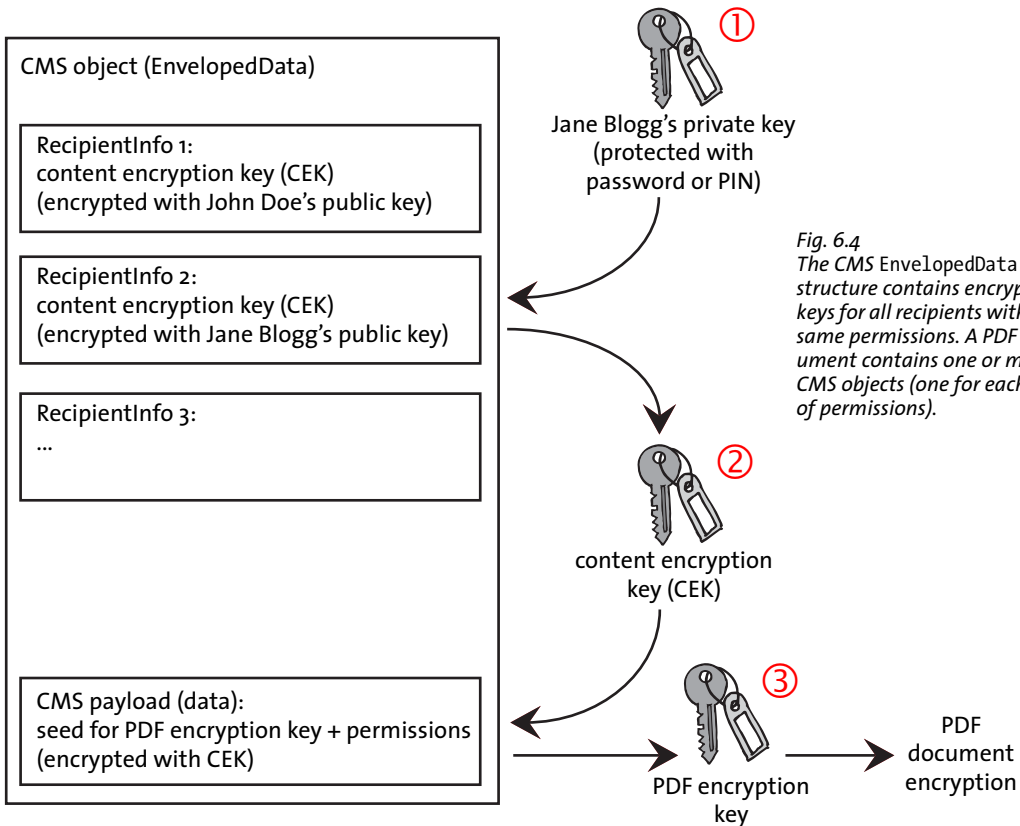 CMS object (EnvelopedData)
RecipientInfo 1:
content encryption key (CEK)
(encrypted with John Doe's public key)
RecipientInfo 2:
content encryption key (CEK)
(encrypted with Jane Blogg's public key)
RecipientInfo 3:
...
CMS payload (data):
seed for PDF encryption key + permissions
(encrypted with CEK)
①
Jane Blogg's private key
(protected with
password or PIN)
②
content encryption
key (CEK)
③
PDF encryption
key
PDF
document
encryption
Fig. 6.4
The CMS EnvelopedData
structure contains
keys for all recipients
same permissions. A PDF
ument contains one or
CMS objects (one for each
of permissions).